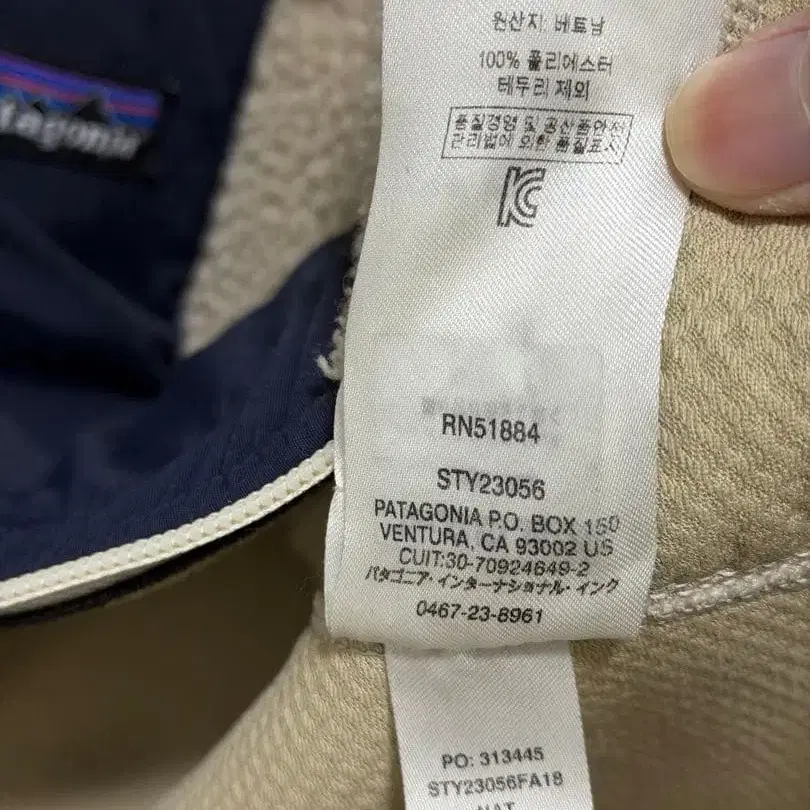 원산지: 베트남
100% 폴리에스터
테두리 제외
품질경영 및 공산품안전
관리법에 의한 품질표시
KC
tagonia
RN51884
STY23056
PATAGONIA P.O. BOX 150
VENTURA, CA 93002 US
CUIT:30-70924649-2
パタゴニア・インターナショナル・インク
0467-23-8961
PO: 313445
STY23056FA18
NAT